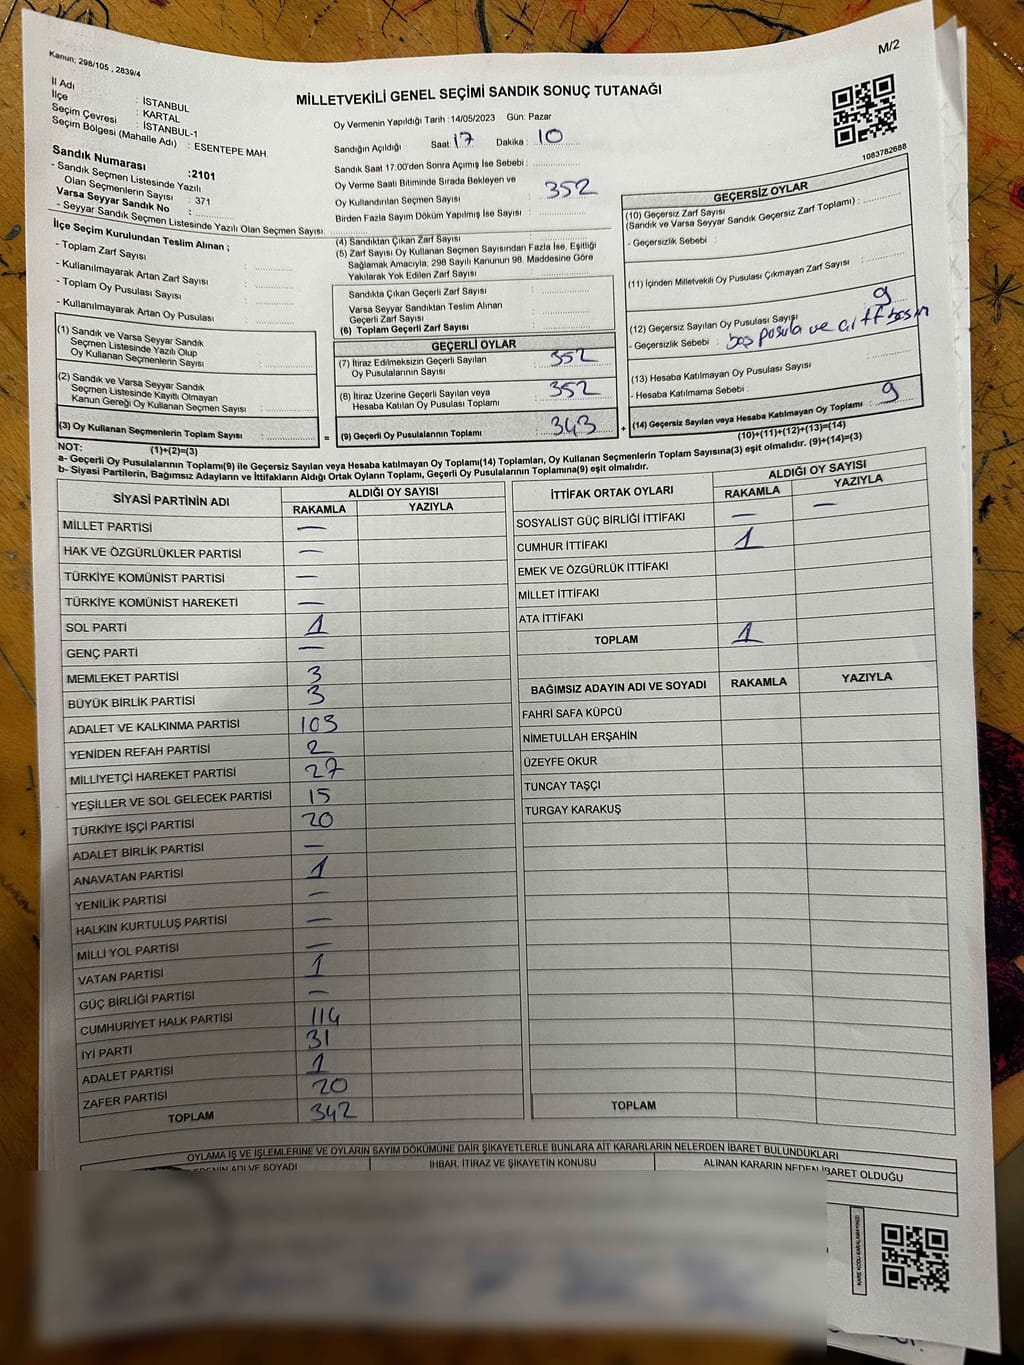 Kanun; 298/105 , 2839/4
M/2
MİLLETVEKİLİ GENEL SEÇİMİ SANDIK SONUÇ TUTANAĞI
İl Adı : İSTANBUL
İlçe : KARTAL
Seçim Çevresi : İSTANBUL-1
Seçim Bölgesi (Mahalle Adı) : ESENTEPE MAH
Sandık Numarası :2101
- Sandık Seçmen Listesinde Yazılı
Olan Seçmenlerin Sayısı : 371
Varsa Seyyar Sandık No :
- Seyyar Sandık Seçmen Listesinde Yazılı Olan Seçmen Sayısı:
İlçe Seçim Kurulundan Teslim Alınan ;
- Toplam Zarf Sayısı :
- Kullanılmayarak Artan Zarf Sayısı :
- Toplam Oy Pusulası Sayısı :
- Kullanılmayarak Artan Oy Pusulası :
(1) Sandık ve Varsa Seyyar Sandık
Seçmen Listesinde Yazılı Olup
Oy Kullanan Seçmenlerin Sayısı :
(2) Sandık ve Varsa Seyyar Sandık
Seçmen Listesinde Kayıtlı Olmayan
Kanun Gereği Oy Kullanan Seçmen Sayısı :
(3) Oy Kullanan Seçmenlerin Toplam Sayısı :
(1)+(2)=(3)
Oy Vermenin Yapıldığı Tarih :14/05/2023 Gün: Pazar
Sandığın Açıldığı Saat: 17 Dakika : 10
Sandık Saat 17:00'den Sonra Açımış İse Sebebi :
Oy Verme Saati Bitiminde Sırada Bekleyen ve
Oy Kullandırılan Seçmen Sayısı : 352
Birden Fazla Sayım Döküm Yapılmış İse Sayısı :
(4) Sandıktan Çıkan Zarf Sayısı :
(5) Zarf Sayısı Oy Kullanan Seçmen Sayısından Fazla İse, Eşitliği
Sağlamak Amacıyla, 298 Sayılı Kanunun 98. Maddesine Göre
Yakılarak Yok Edilen Zarf Sayısı :
Sandıkta Çıkan Geçerli Zarf Sayısı :
Varsa Seyyar Sandıktan Teslim Alınan
Geçerli Zarf Sayısı :
(6) Toplam Geçerli Zarf Sayısı :
GEÇERLİ OYLAR
(7) İtiraz Edilmeksizin Geçerli Sayılan
Oy Pusulalarının Sayısı : 352
(8) İtiraz Üzerine Geçerli Sayılan veya
Hesaba Katılan Oy Pusulası Toplamı : 352
= (9) Geçerli Oy Pusulalarının Toplamı : 343 +
1083782688
GEÇERSİZ OYLAR
(10) Geçersiz Zarf Sayısı
(Sandık ve Varsa Seyyar Sandık Geçersiz Zarf Toplamı) :
- Geçersizlik Sebebi :
(11) İçinden Milletvekili Oy Pusulası Çıkmayan Zarf Sayısı :
(12) Geçersiz Sayılan Oy Pusulası Sayısı : 9
- Geçersizlik Sebebi : boş pusula ve çift basın
(13) Hesaba Katılmayan Oy Pusulası Sayısı :
- Hesaba Katılmama Sebebi :
(14) Geçersiz Sayılan veya Hesaba Katılmayan Oy Toplamı : 9
(10)+(11)+(12)+(13)=(14)
NOT:
a- Geçerli Oy Pusulalarının Toplamı(9) ile Geçersiz Sayılan veya Hesaba katılmayan Oy Toplamı(14) Toplamları, Oy Kullanan Seçmenlerin Toplam Sayısına(3) eşit olmalıdır. (9)+(14)=(3)
b- Siyasi Partilerin, Bağımsız Adayların ve İttifakların Aldığı Ortak Oyların Toplamı, Geçerli Oy Pusulalarının Toplamına(9) eşit olmalıdır.
SİYASİ PARTİNİN ADI ALDIĞI OY SAYISI
RAKAMLA YAZIYLA
MİLLET PARTİSİ —
HAK VE ÖZGÜRLÜKLER PARTİSİ —
TÜRKİYE KOMÜNİST PARTİSİ —
TÜRKİYE KOMÜNİST HAREKETİ —
SOL PARTİ 1
GENÇ PARTİ —
MEMLEKET PARTİSİ 3
BÜYÜK BİRLİK PARTİSİ 3
ADALET VE KALKINMA PARTİSİ 103
YENİDEN REFAH PARTİSİ 2
MİLLİYETÇİ HAREKET PARTİSİ 27
YEŞİLLER VE SOL GELECEK PARTİSİ 15
TÜRKİYE İŞÇİ PARTİSİ 20
ADALET BİRLİK PARTİSİ —
ANAVATAN PARTİSİ 1
YENİLİK PARTİSİ —
HALKIN KURTULUŞ PARTİSİ —
MİLLİ YOL PARTİSİ —
VATAN PARTİSİ 1
GÜÇ BİRLİĞİ PARTİSİ —
CUMHURİYET HALK PARTİSİ 114
İYİ PARTİ 31
ADALET PARTİSİ 1
ZAFER PARTİSİ 20
TOPLAM 342
İTTİFAK ORTAK OYLARI ALDIĞI OY SAYISI
RAKAMLA YAZIYLA
SOSYALİST GÜÇ BİRLİĞİ İTTİFAKI — —
CUMHUR İTTİFAKI 1
EMEK VE ÖZGÜRLÜK İTTİFAKI
MİLLET İTTİFAKI
ATA İTTİFAKI
TOPLAM 1
BAĞIMSIZ ADAYIN ADI VE SOYADI RAKAMLA YAZIYLA
FAHRİ SAFA KÜPCÜ
NİMETULLAH ERŞAHİN
ÜZEYFE OKUR
TUNCAY TAŞÇI
TURGAY KARAKUŞ
TOPLAM
OYLAMA İŞ VE İŞLEMLERİNE VE OYLARIN SAYIM DÖKÜMÜNE DAİR ŞİKAYETLERLE BUNLARA AİT KARARLARIN NELERDEN İBARET BULUNDUKLARI
ADI VE SOYADI İHBAR, İTİRAZ VE ŞİKAYETİN KONUSU ALINAN KARARIN NEDEN İBARET OLDUĞU
KARE KODU KARALAMAYINIZ!